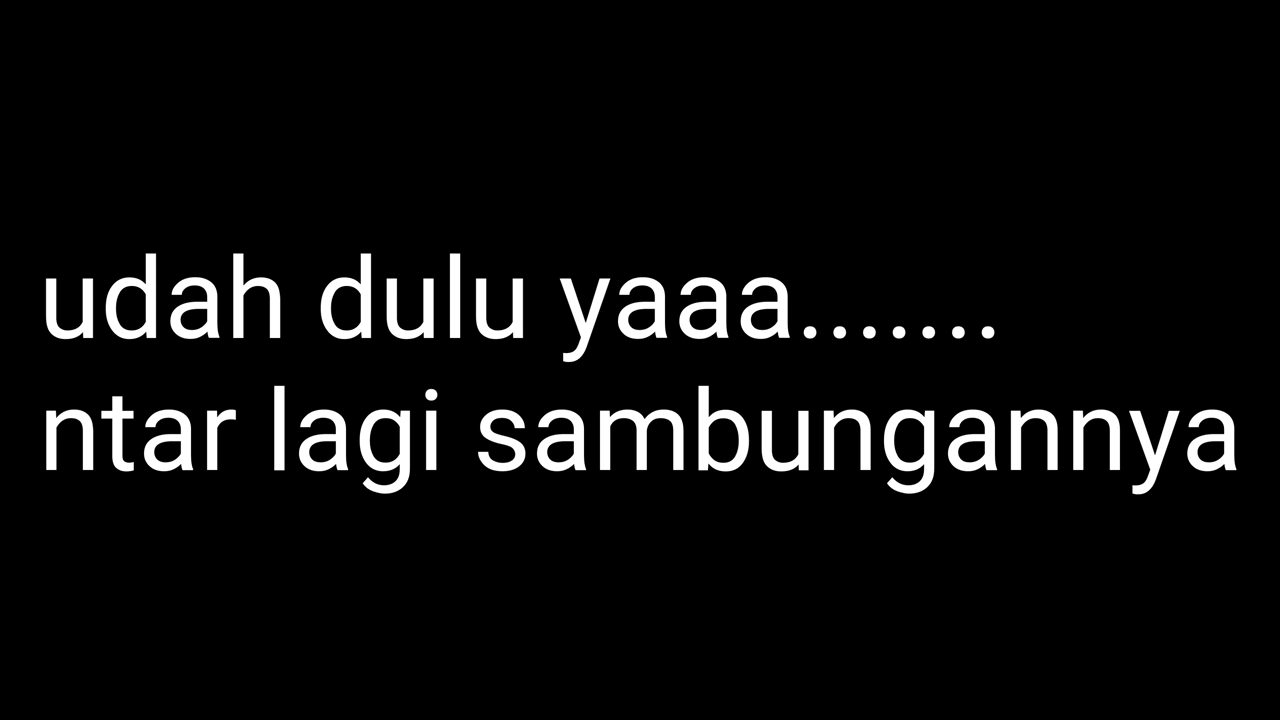 udah dulu yaaa.......
ntar lagi sambungannya